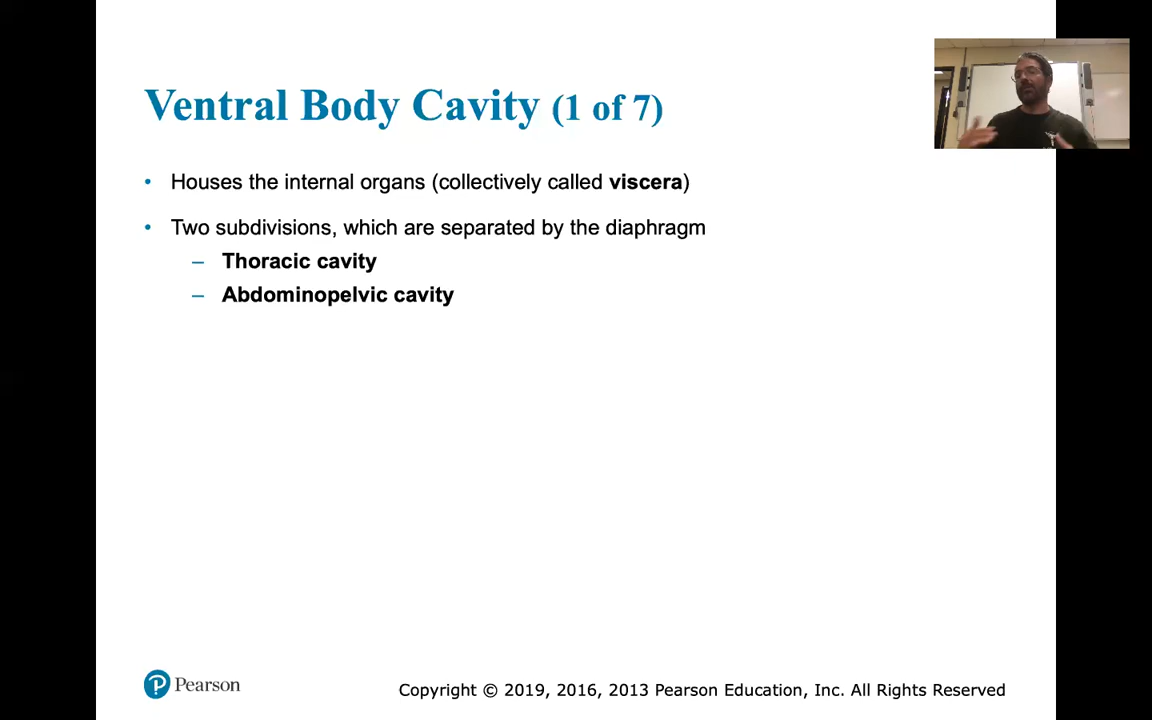 Ventral Body Cavity (1 of 7)
• Houses the internal organs (collectively called viscera)
• Two subdivisions, which are separated by the diaphragm
– Thoracic cavity
– Abdominopelvic cavity
Pearson
Copyright © 2019, 2016, 2013 Pearson Education, Inc. All Rights Reserved